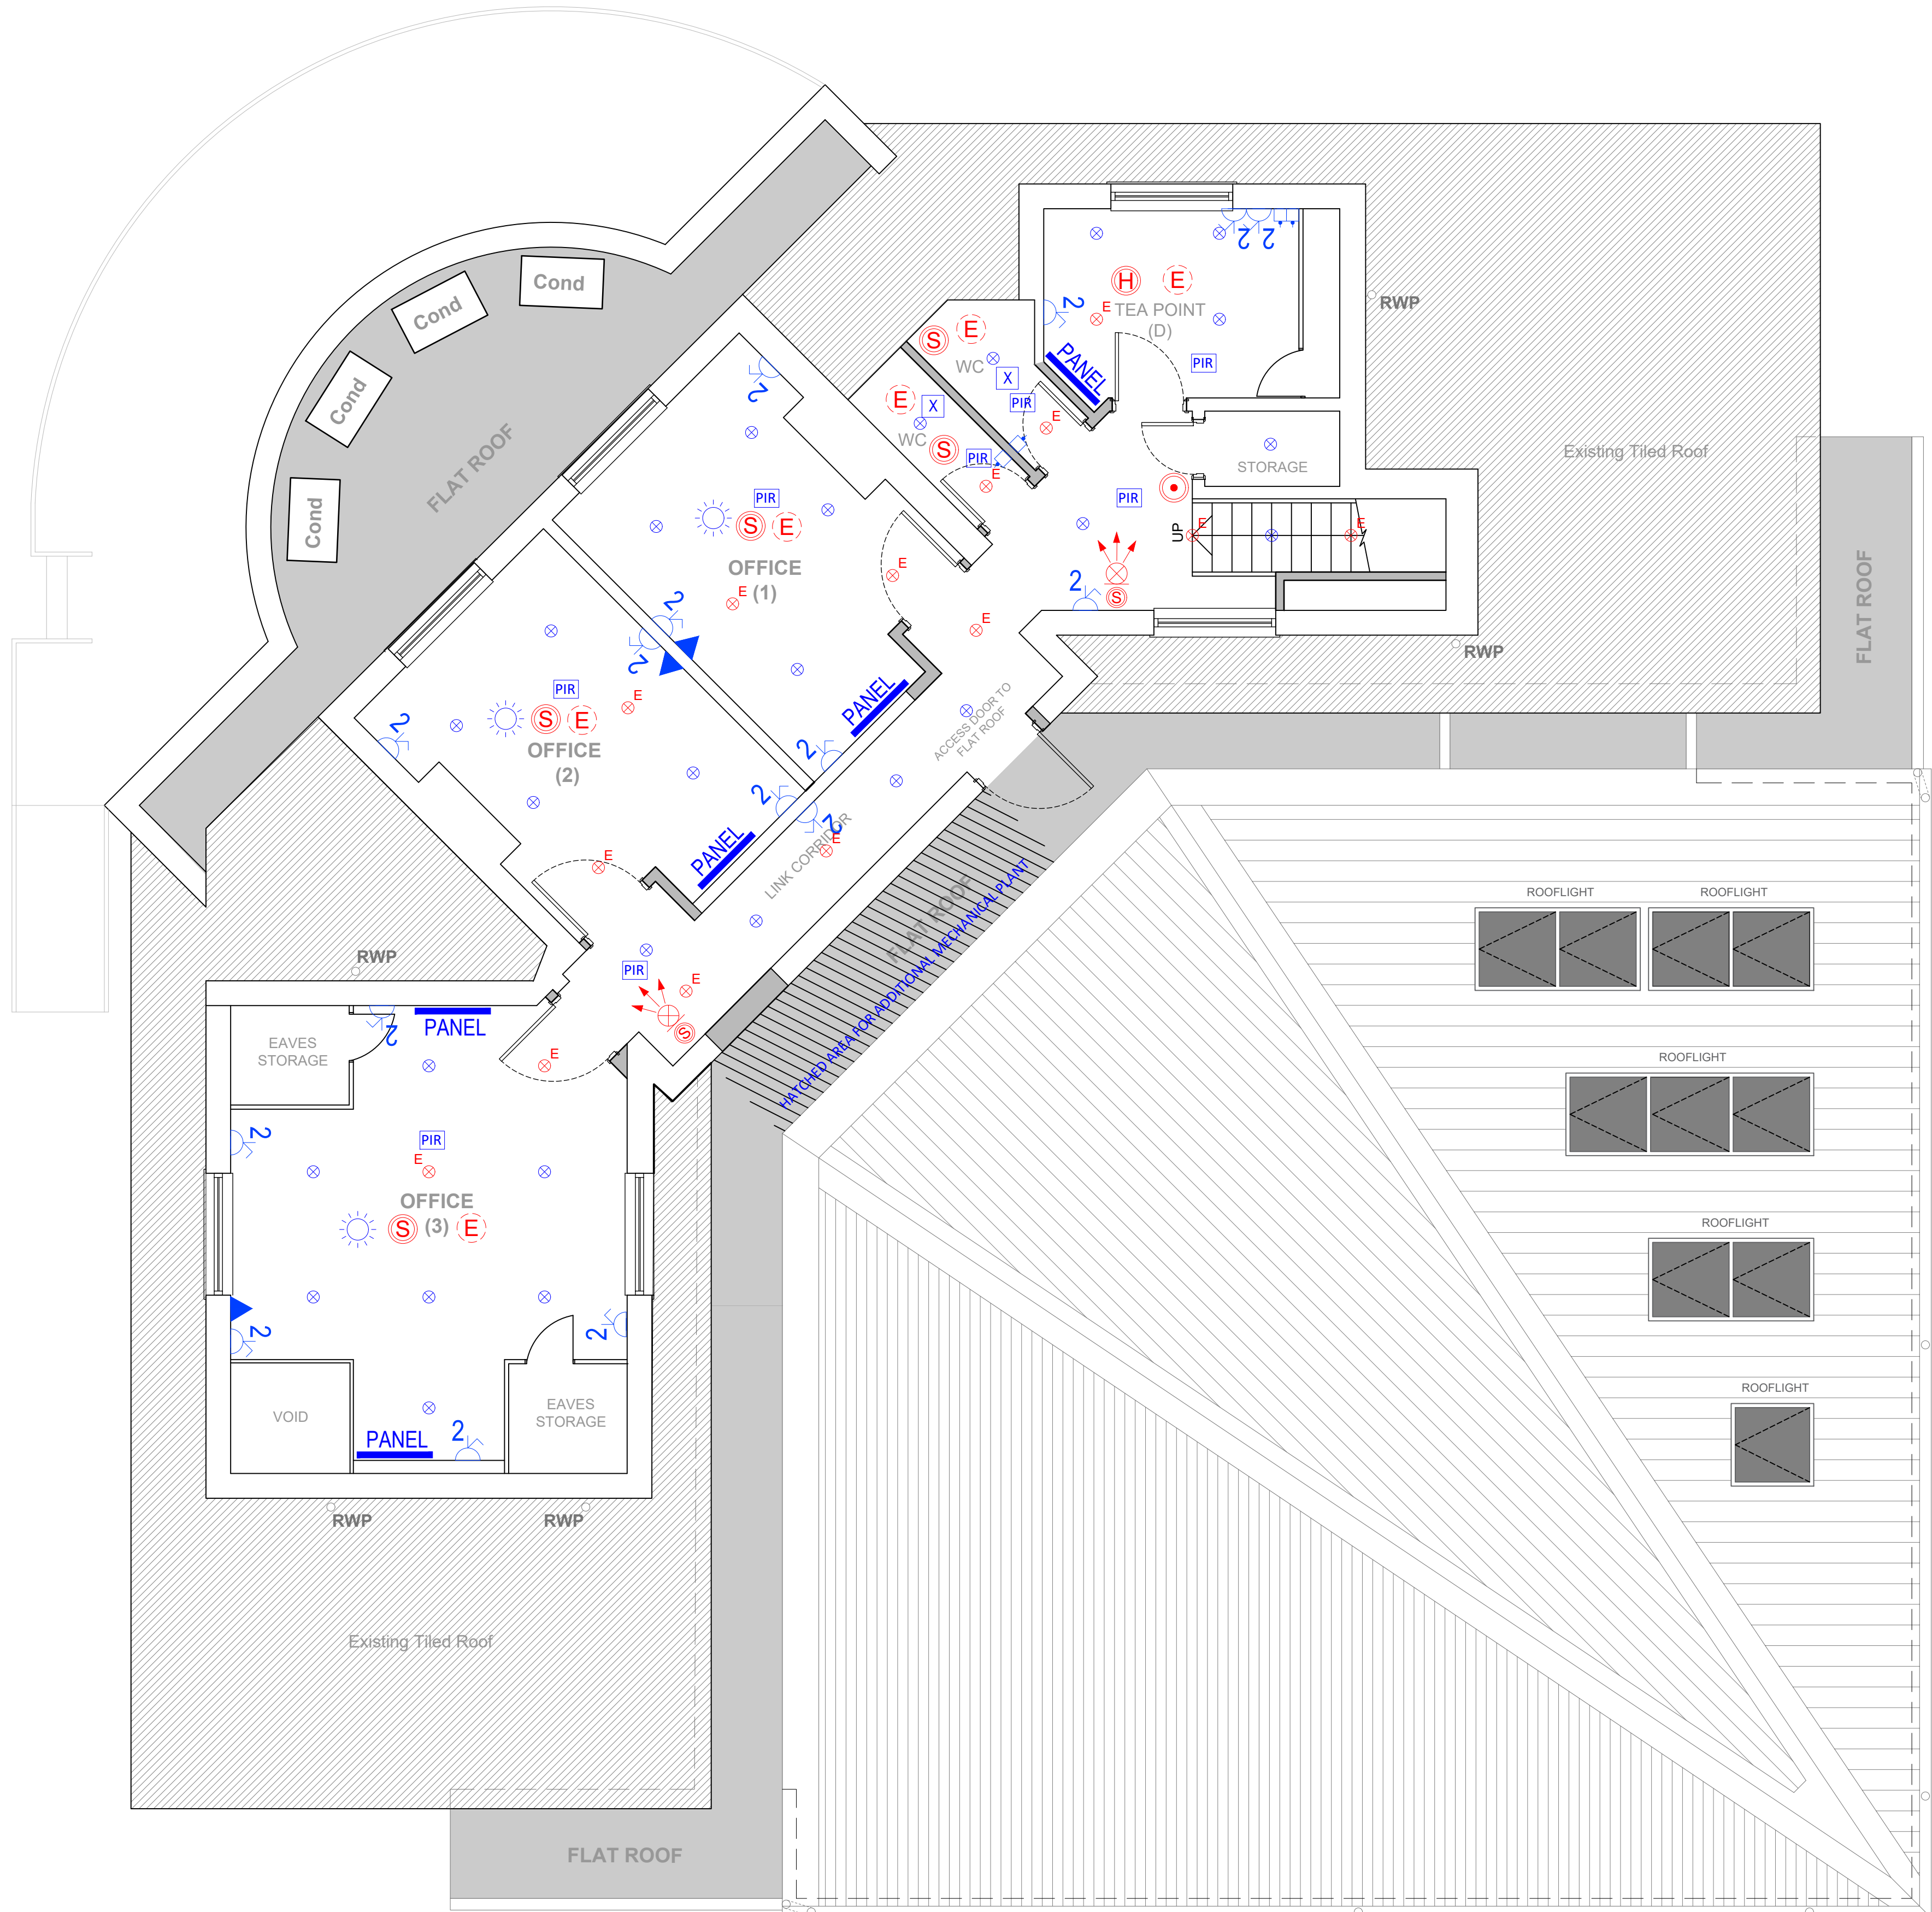 Cond
Cond
Cond
Cond
FLAT ROOF
2
2
H
E
E
TEA POINT
(D)
2
PANEL
PIR
RWP
S
E
WC
X
PIR
E
E
X
WC
S
PIR
E
STORAGE
Existing Tiled Roof
2
PIR
S
E
OFFICE
(1)
E
E
E
2
PANEL
2
PIR
UP
E
E
2
S
RWP
FLAT ROOF
2
PIR
S
E
OFFICE
(2)
E
2
2
PANEL
E
ACCESS DOOR TO
FLAT ROOF
2
E
LINK CORRIDOR
FLAT ROOF
HATCHED AREA FOR ADDITIONAL MECHANICAL PLANT
ROOFLIGHT
ROOFLIGHT
RWP
PIR
E
S
2
PANEL
EAVES
STORAGE
E
ROOFLIGHT
2
PIR
E
OFFICE
(3)
S
E
ROOFLIGHT
2
2
VOID
EAVES
STORAGE
ROOFLIGHT
PANEL
2
RWP
RWP
Existing Tiled Roof
FLAT ROOF